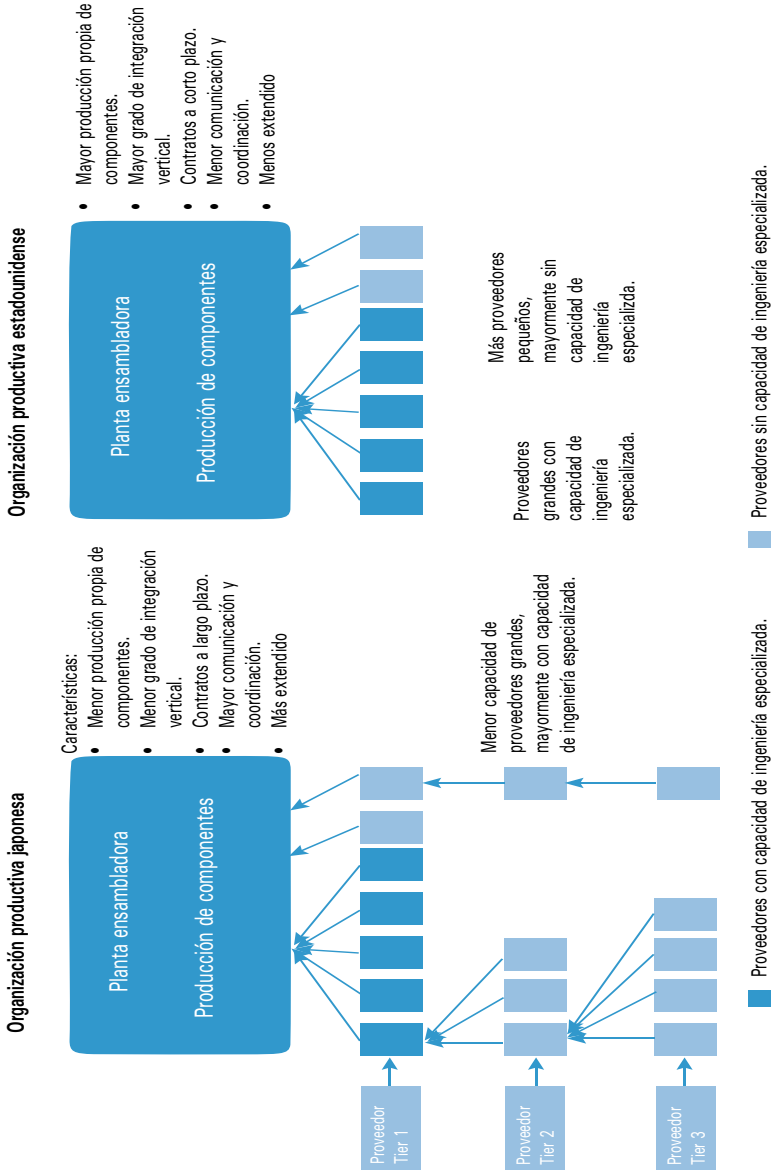 Organización productiva japonesa
Planta ensambladora
Producción de componentes
Características:
• Menor producción propia de
componentes.
• Menor grado de integración
vertical.
• Contratos a largo plazo.
• Mayor comunicación y
coordinación.
• Más extendido
Proveedor
Tier 1
Proveedor
Tier 2
Proveedor
Tier 3
Menor capacidad de
proveedores grandes,
mayormente con capacidad
de ingeniería especializada.
Organización productiva estadounidense
Planta ensambladora
Producción de componentes
• Mayor producción propia de
componentes.
• Mayor grado de integración
vertical.
• Contratos a corto plazo.
• Menor comunicación y
coordinación.
• Menos extendido
Proveedores
grandes con
capacidad de
ingeniería
especializada.
Más proveedores
pequeños,
mayormente sin
capacidad de
ingeniería
especializda.
Proveedores con capacidad de ingeniería especializada.
Proveedores sin capacidad de ingeniería especializada.